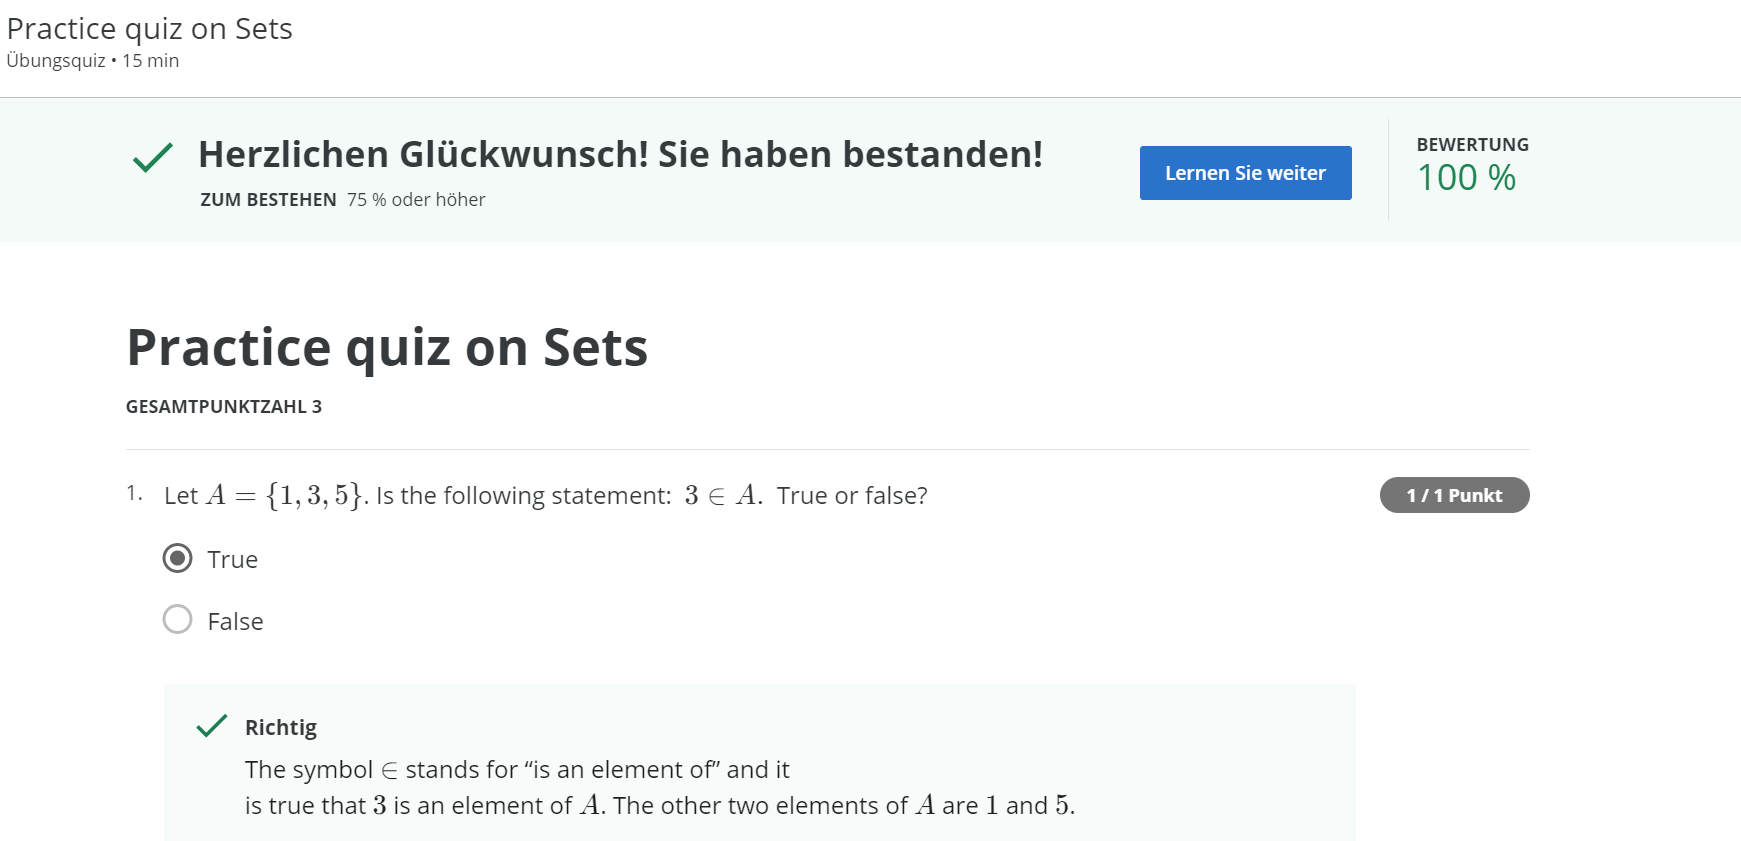 Practice quiz on Sets
Übungsquiz • 15 min
Herzlichen Glückwunsch! Sie haben bestanden!
ZUM BESTEHEN 75 % oder höher
Lernen Sie weiter
BEWERTUNG
100 %
Practice quiz on Sets
GESAMTPUNKTZAHL 3
1. Let A = {1, 3, 5}. Is the following statement: 3 ∈ A. True or false?
1 / 1 Punkt
True
False
Richtig
The symbol ∈ stands for “is an element of” and it
is true that 3 is an element of A. The other two elements of A are 1 and 5.